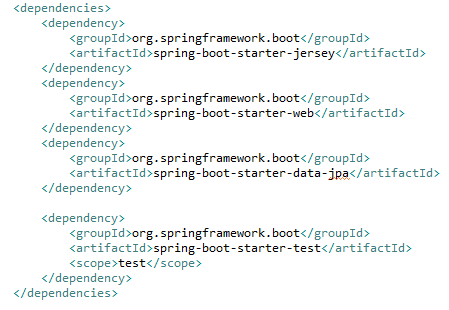 <dependencies>
<dependency>
<groupId>org.springframework.boot</groupId>
<artifactId>spring-boot-starter-jersey</artifactId>
</dependency>
<dependency>
<groupId>org.springframework.boot</groupId>
<artifactId>spring-boot-starter-web</artifactId>
</dependency>
<dependency>
<groupId>org.springframework.boot</groupId>
<artifactId>spring-boot-starter-data-jpa</artifactId>
</dependency>
<dependency>
<groupId>org.springframework.boot</groupId>
<artifactId>spring-boot-starter-test</artifactId>
<scope>test</scope>
</dependency>
</dependencies>